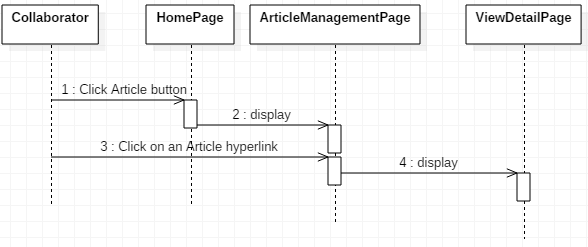 Collaborator
HomePage
ArticleManagementPage
ViewDetailPage
1 : Click Article button
2 : display
3 : Click on an Article hyperlink
4 : display